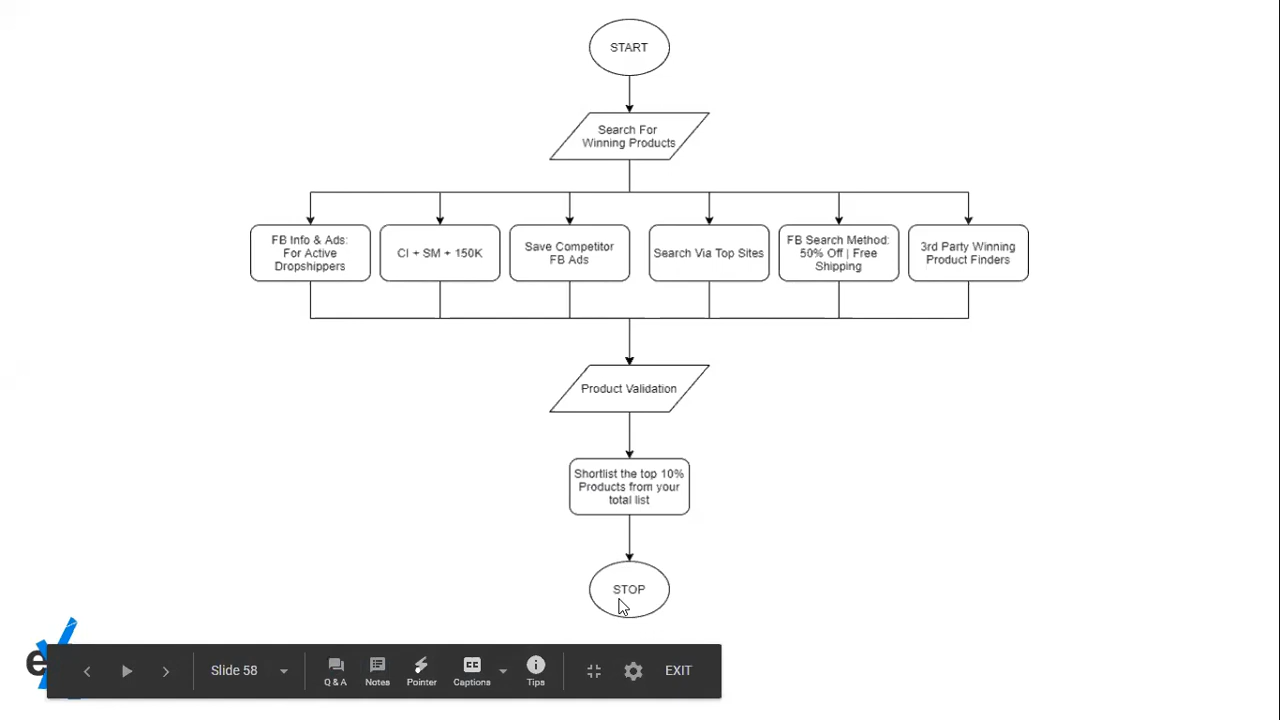 START
Search For
Winning Products
FB Info & Ads:
For Active
Dropshippers
CI + SM + 150K
Save Competitor
FB Ads
Search Via Top Sites
FB Search Method:
50% Off | Free
Shipping
3rd Party Winning
Product Finders
Product Validation
Shortlist the top 10%
Products from your
total list
STOP
e
Slide 58
Q & A
Notes
Pointer
CC
Captions
Tips
EXIT